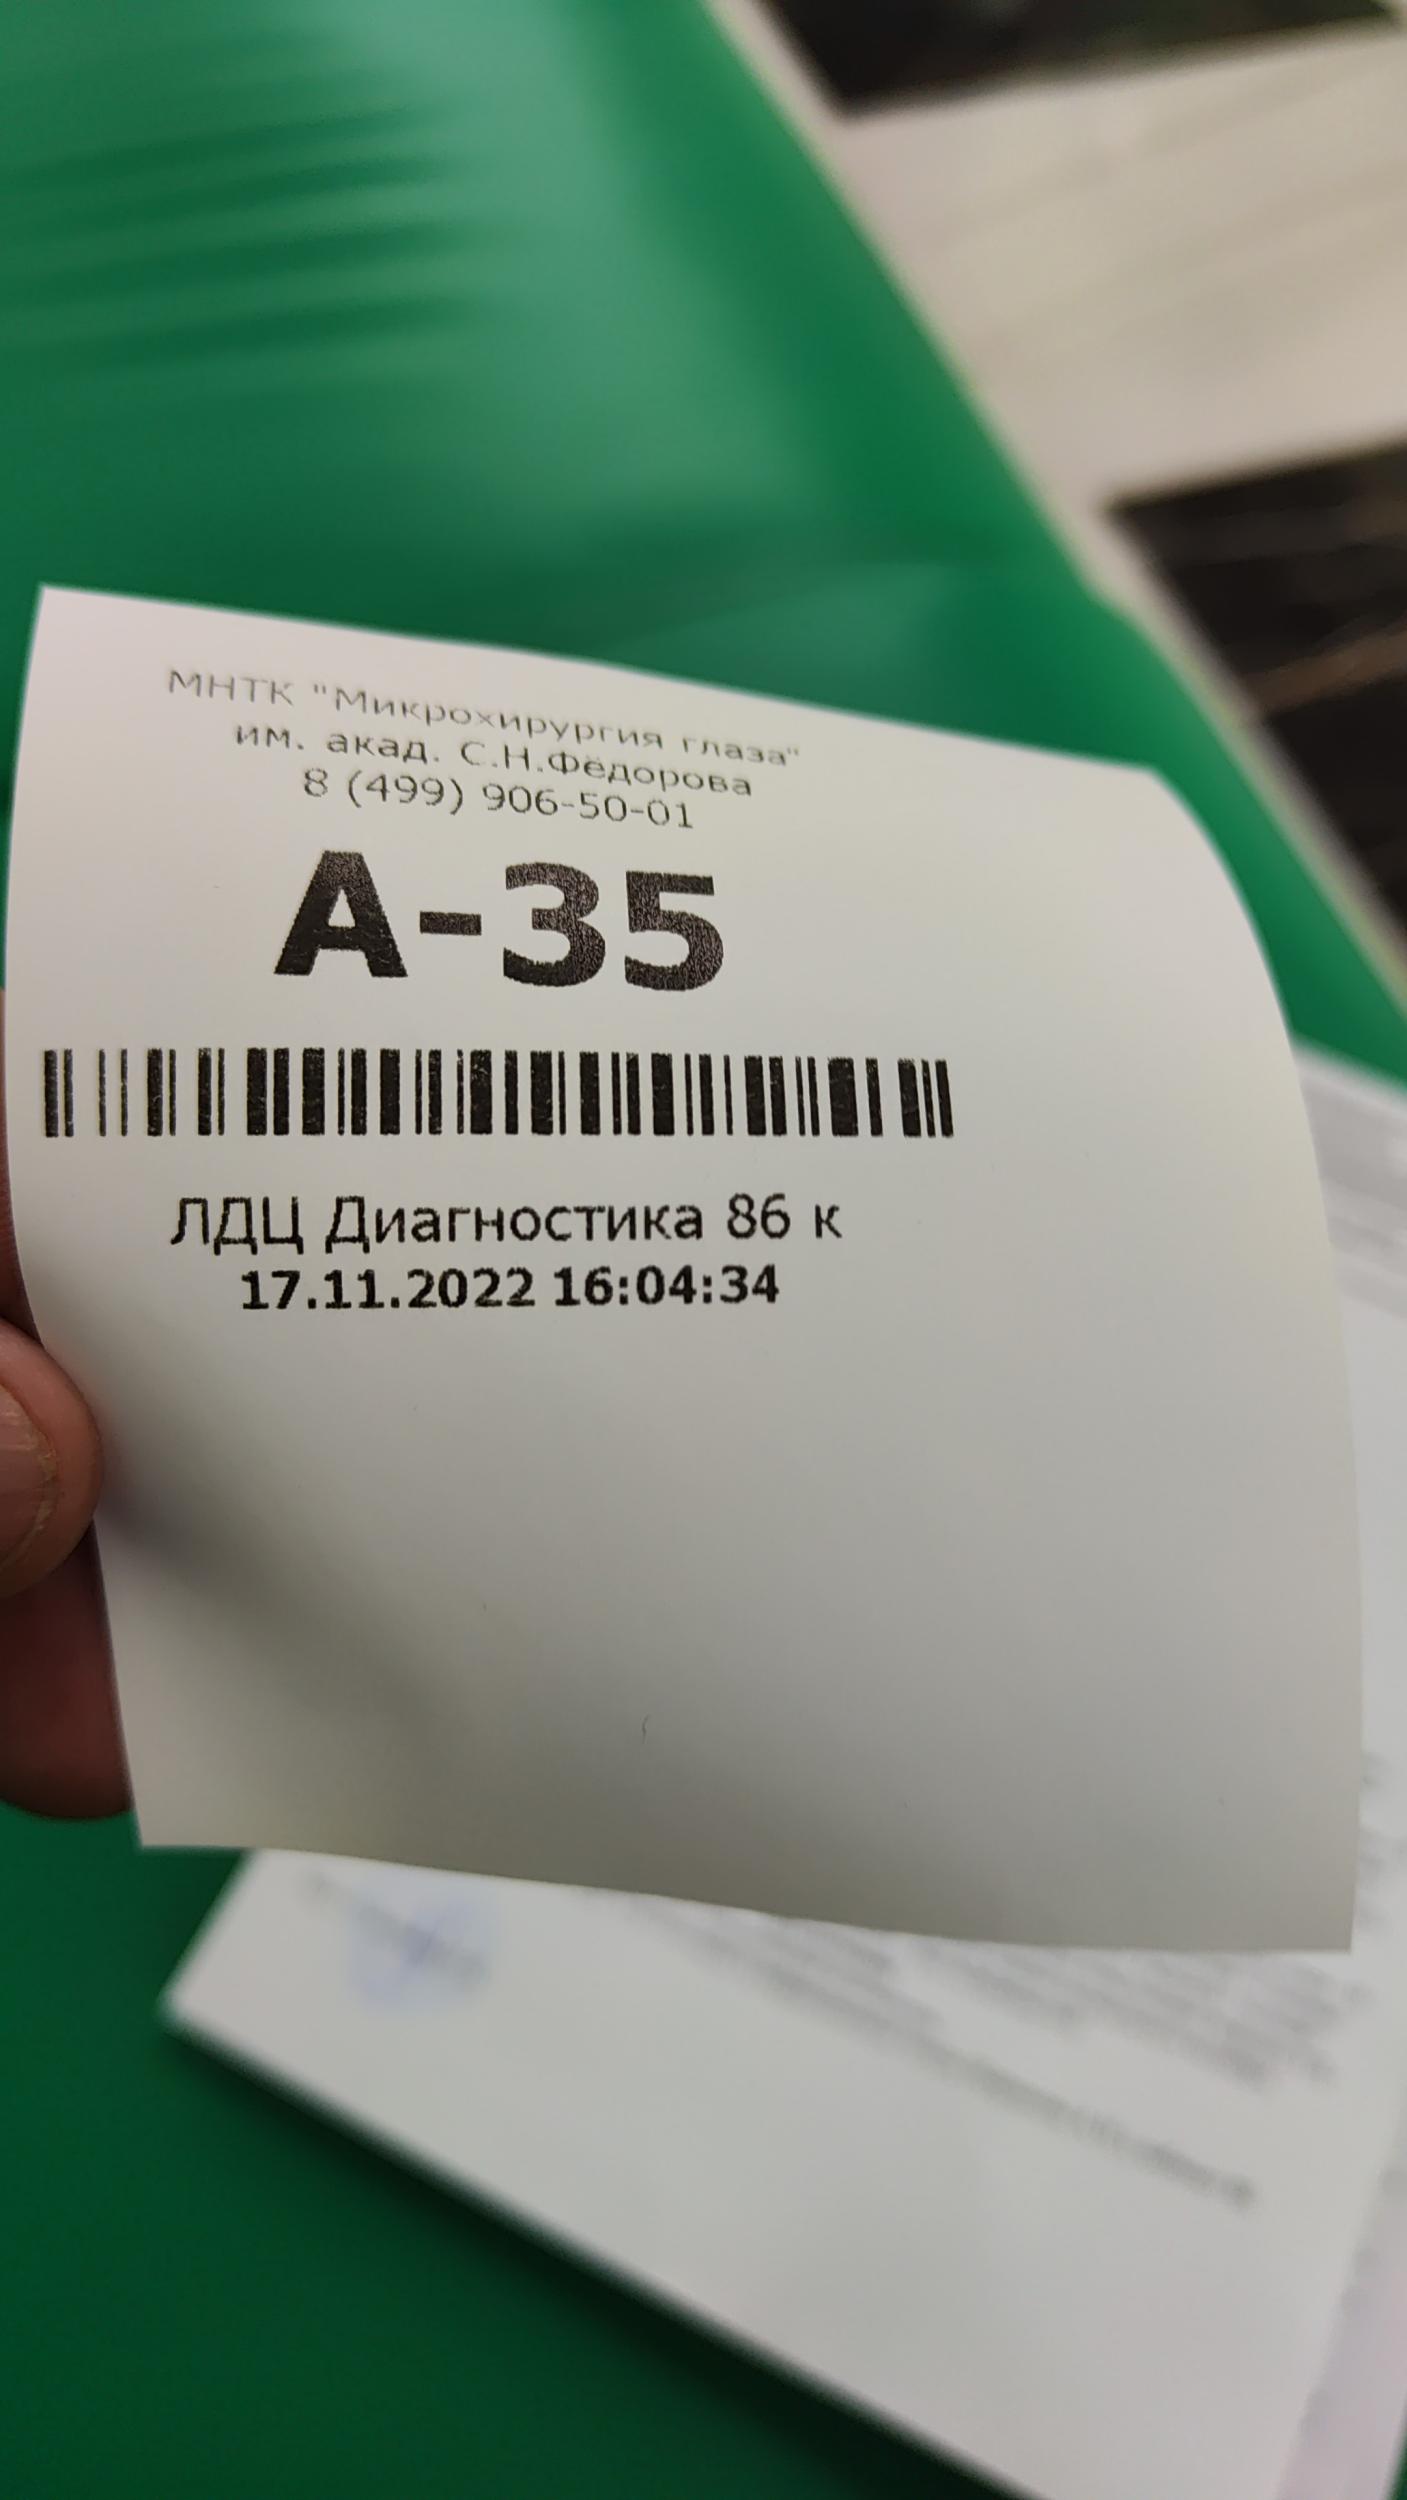 МНТК "Микрохирургия глаза"
им. акад. С.Н.Фёдорова
8 (499) 906-50-01
А-35
ЛДЦ Диагностика 86 к
17.11.2022 16:04:34